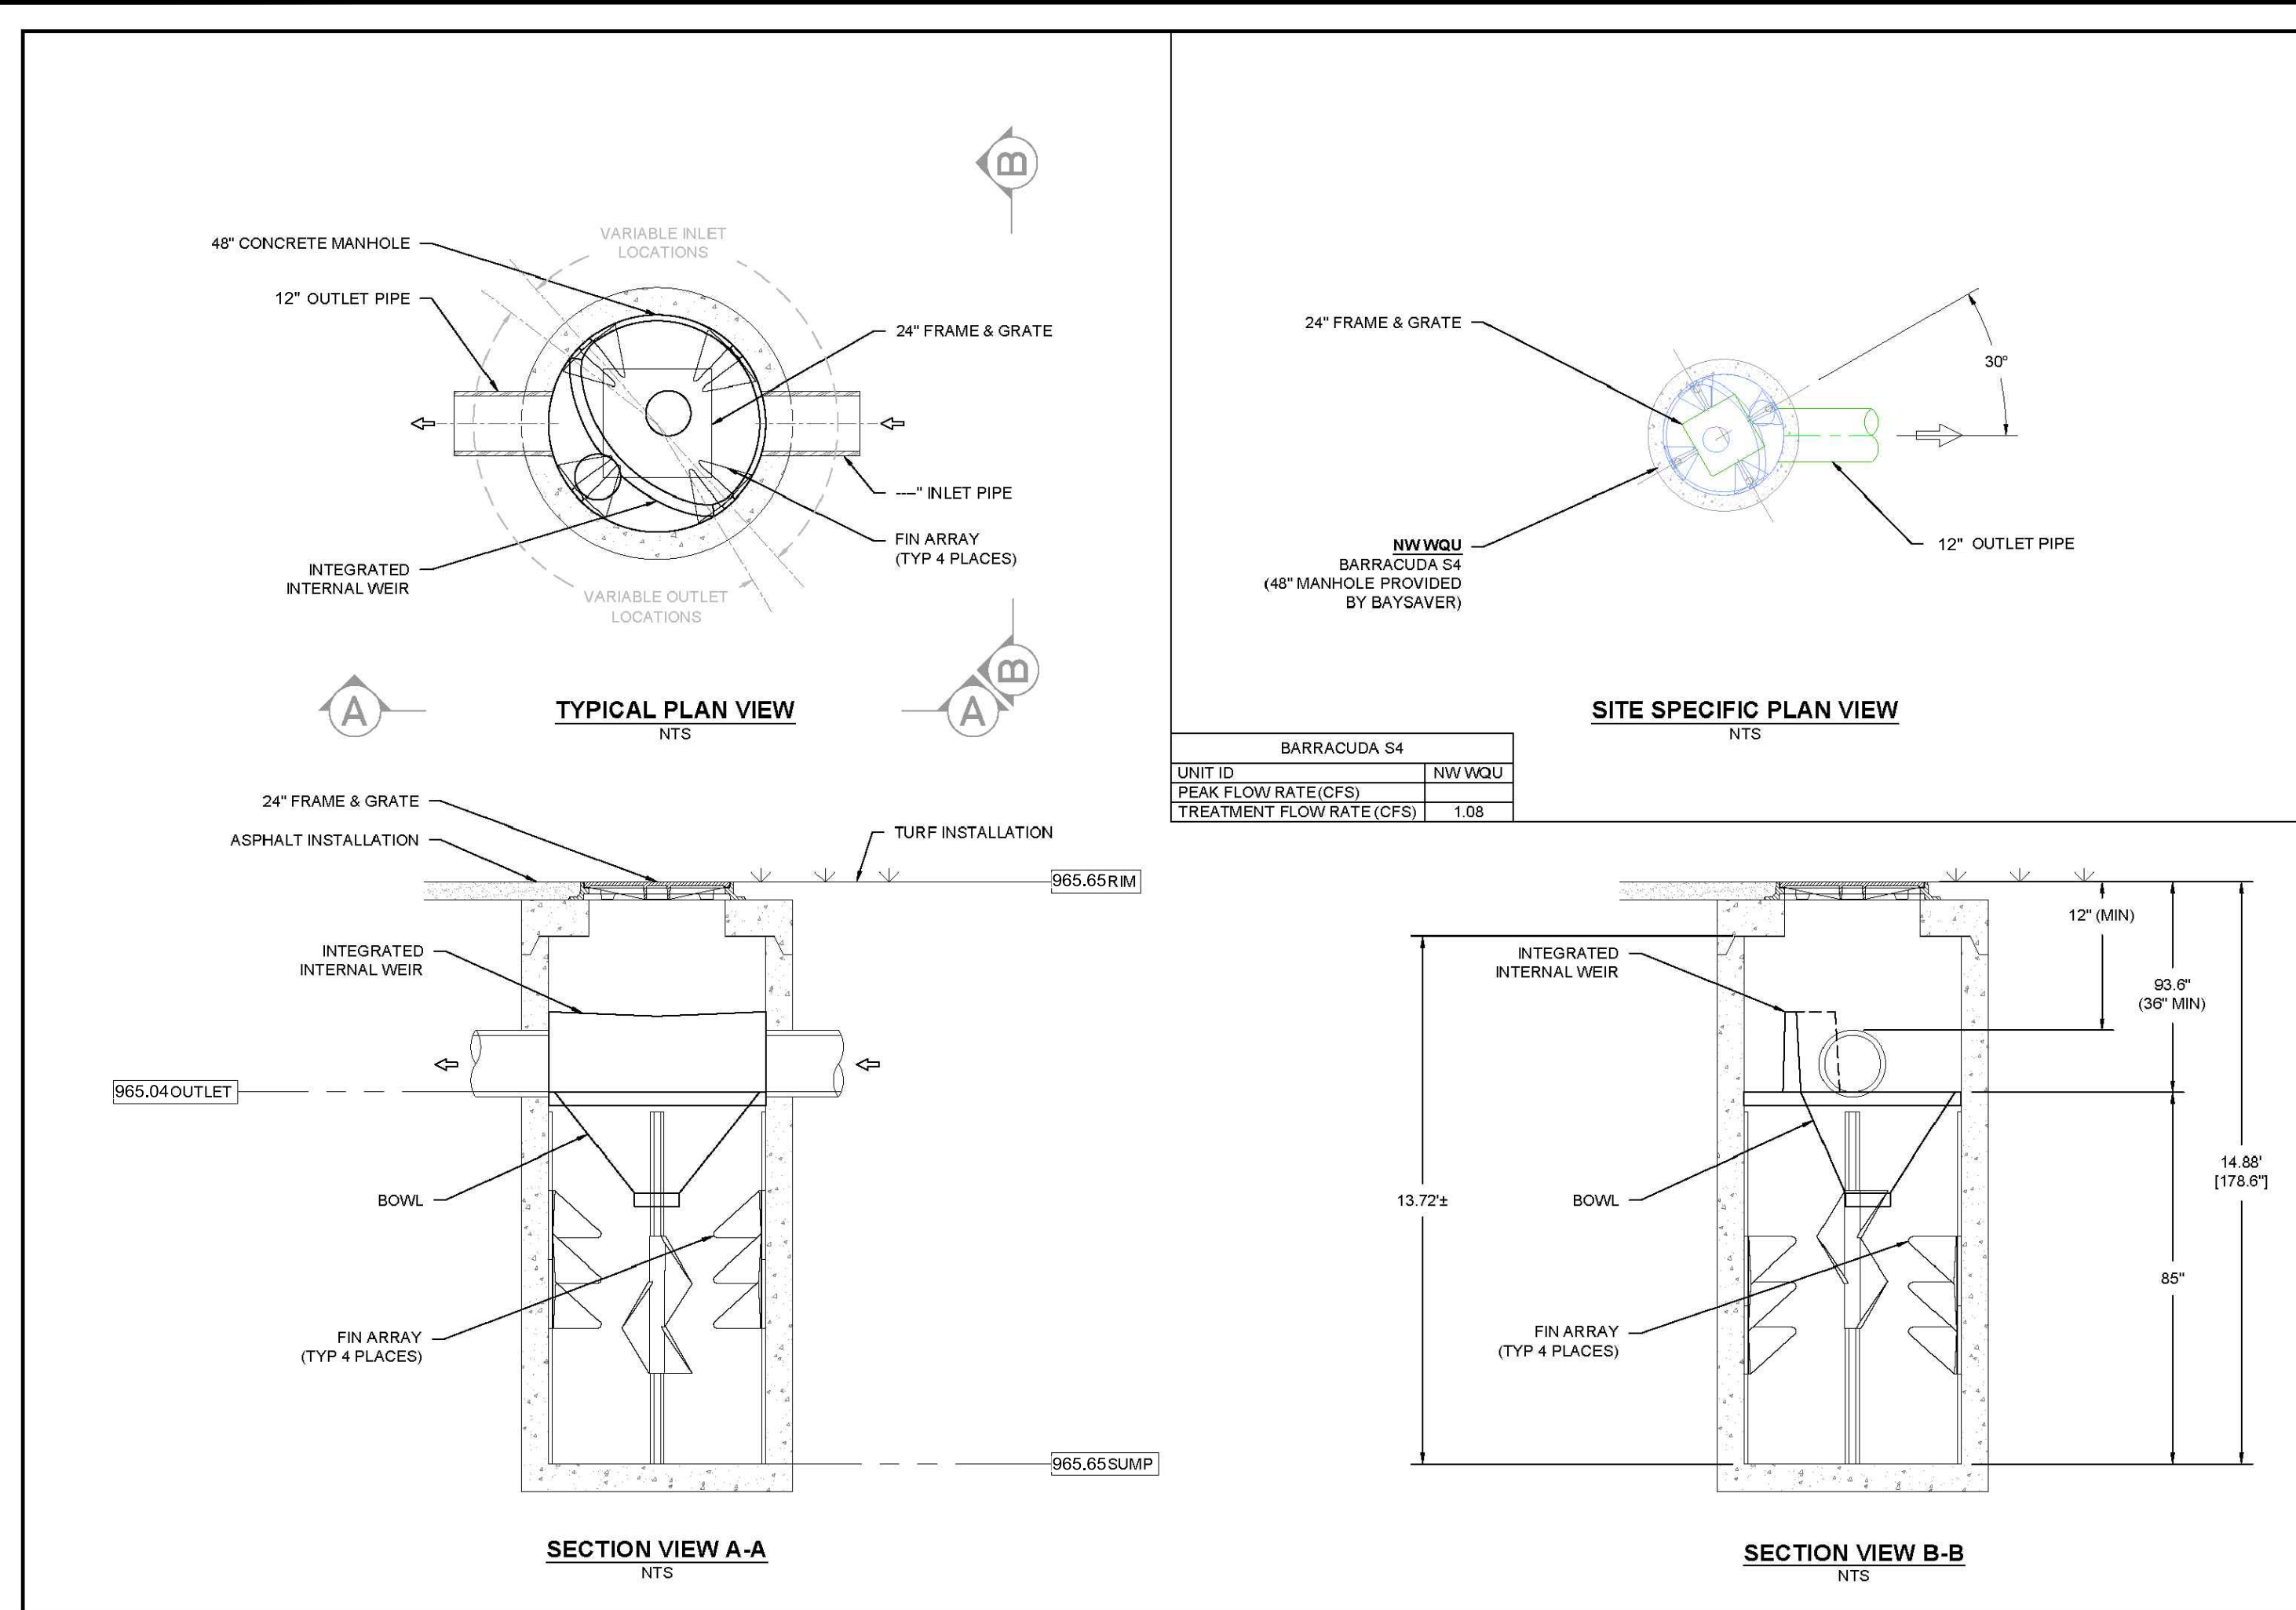 B
48" CONCRETE MANHOLE
VARIABLE INLET
LOCATIONS
12" OUTLET PIPE
24" FRAME & GRATE
---" INLET PIPE
FIN ARRAY
(TYP 4 PLACES)
INTEGRATED
INTERNAL WEIR
VARIABLE OUTLET
LOCATIONS
B
A
A
TYPICAL PLAN VIEW
NTS
24" FRAME & GRATE
30°
NW WQU
BARRACUDA S4
(48" MANHOLE PROVIDED
BY BAYSAVER)
12" OUTLET PIPE
SITE SPECIFIC PLAN VIEW
NTS
BARRACUDA S4
UNIT ID NW WQU
PEAK FLOW RATE (CFS)
TREATMENT FLOW RATE (CFS) 1.08
24" FRAME & GRATE
ASPHALT INSTALLATION
TURF INSTALLATION
965.65 RIM
INTEGRATED
INTERNAL WEIR
965.04 OUTLET
BOWL
FIN ARRAY
(TYP 4 PLACES)
965.65 SUMP
SECTION VIEW A-A
NTS
12" (MIN)
INTEGRATED
INTERNAL WEIR
93.6"
(36" MIN)
14.88'
[178.6"]
13.72'±
BOWL
85"
FIN ARRAY
(TYP 4 PLACES)
SECTION VIEW B-B
NTS